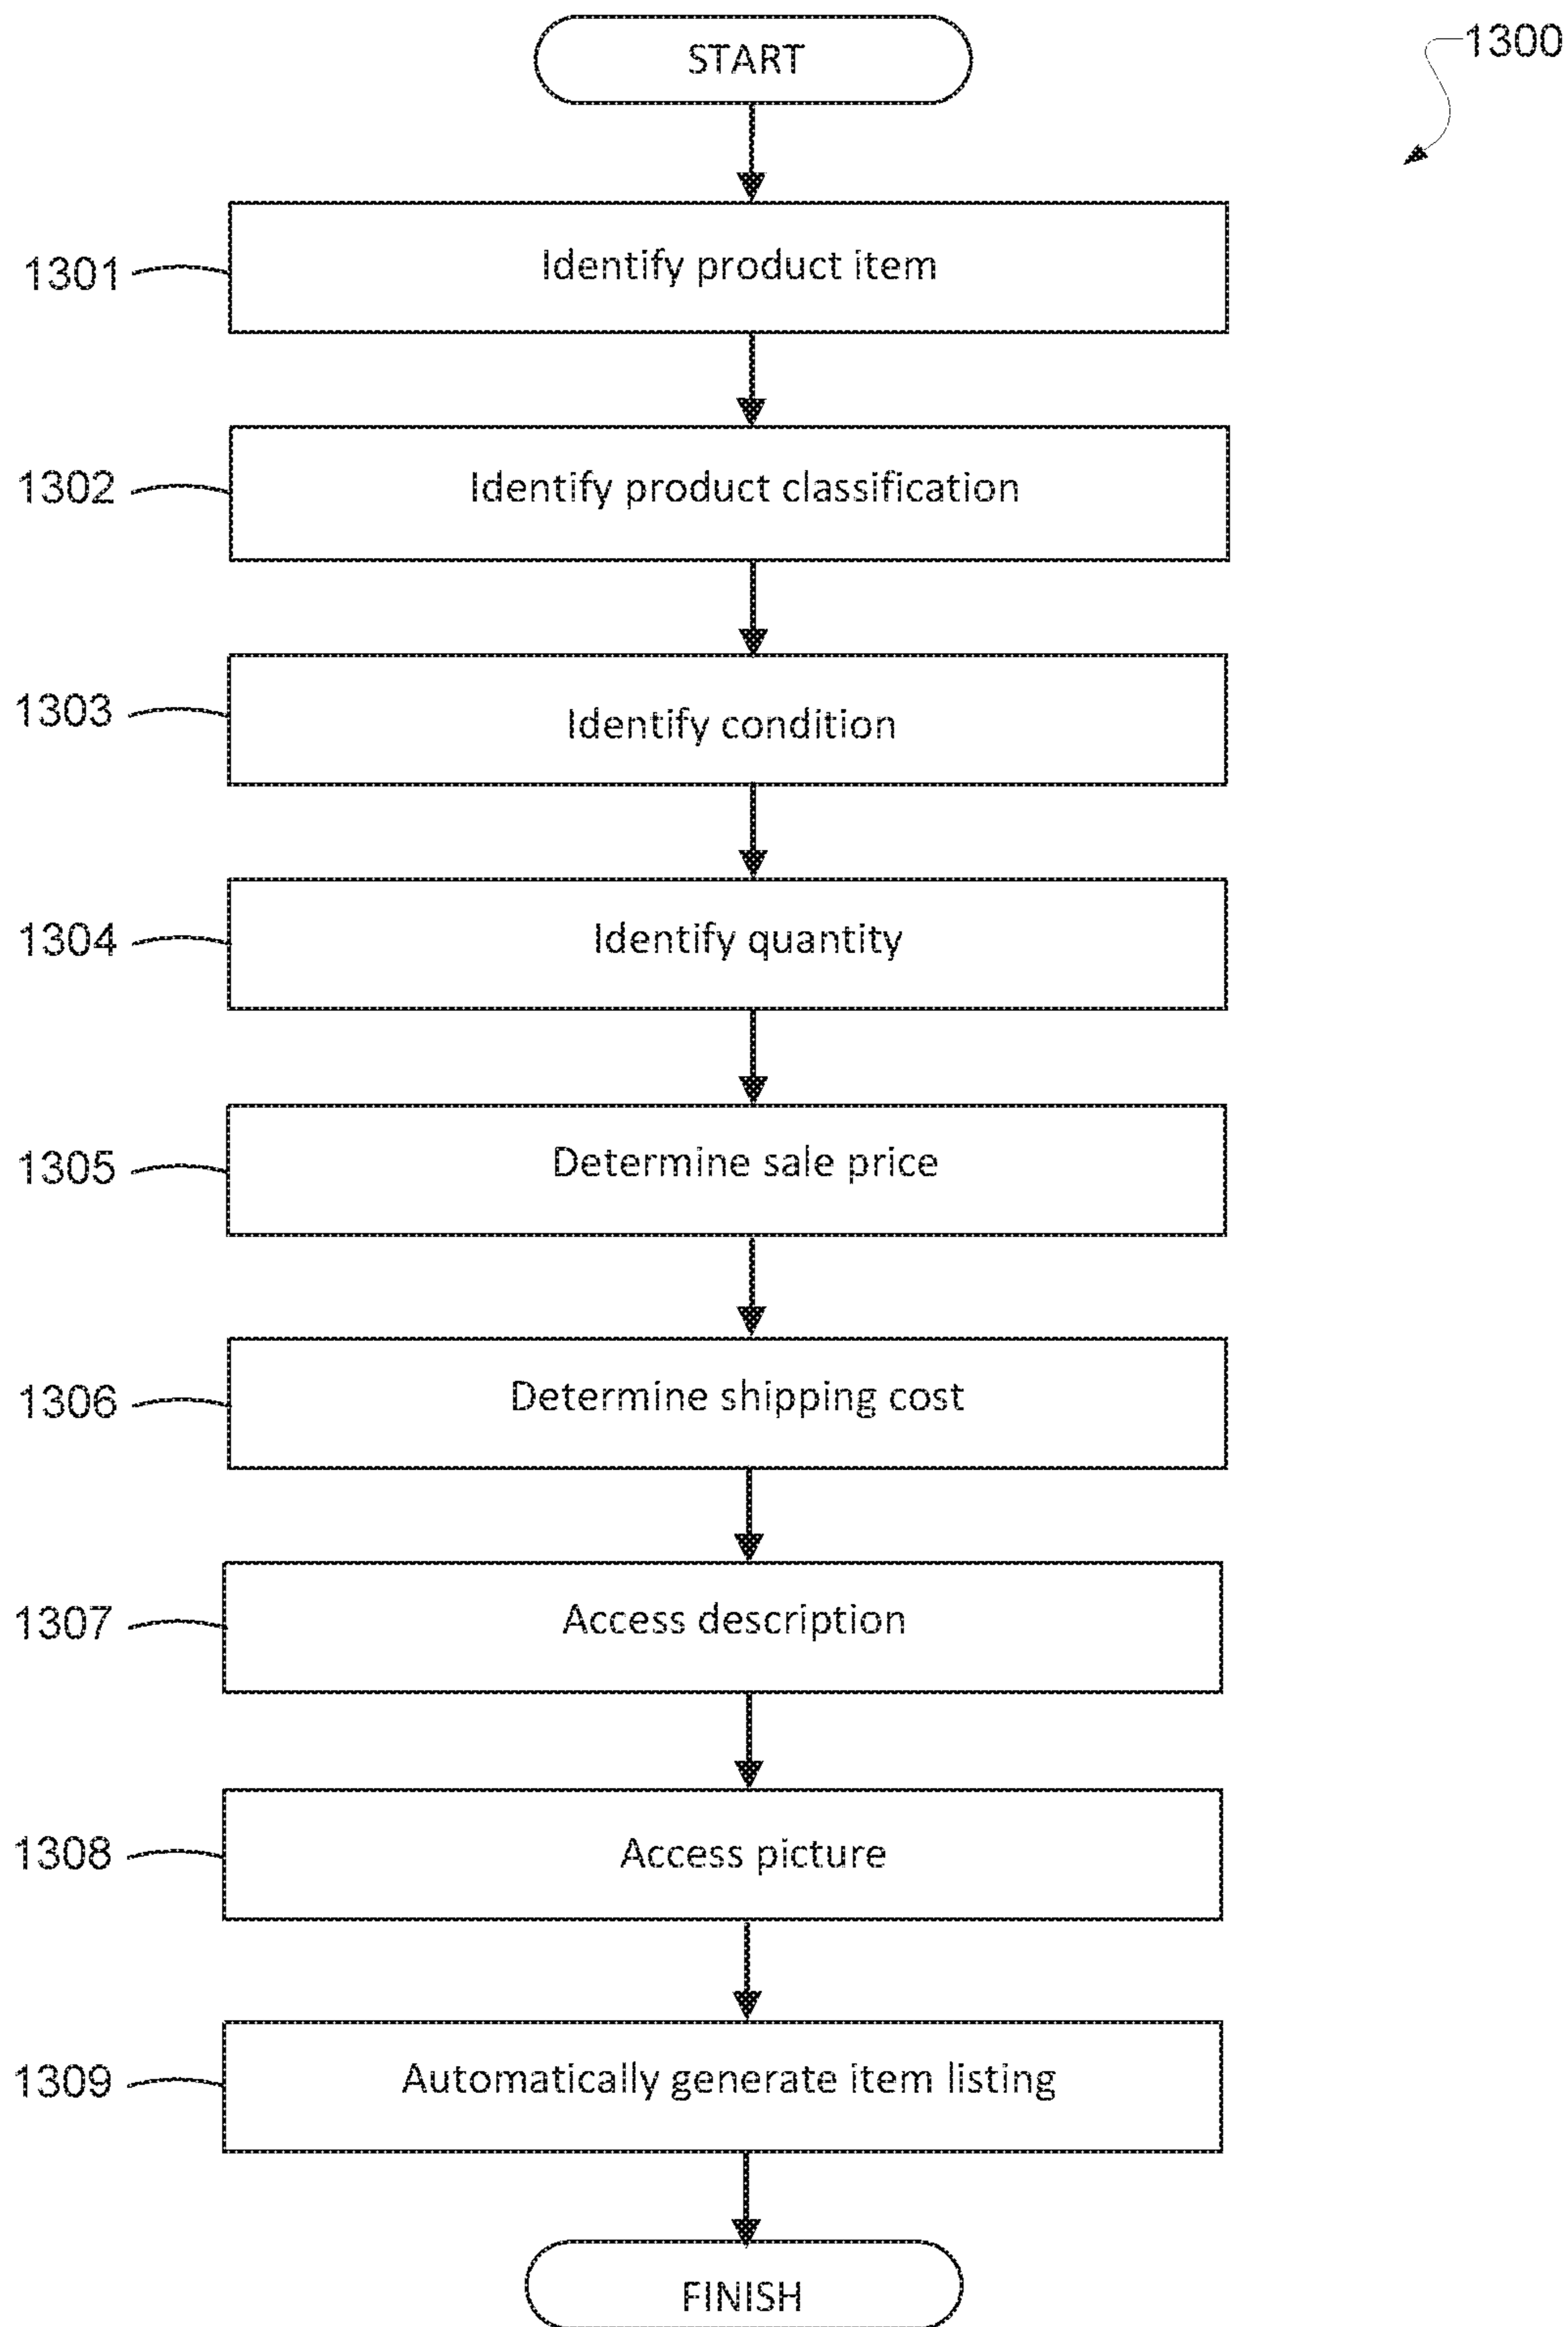 START
1300
1301
Identify product item
1302
Identify product classification
1303
Identify condition
1304
Identify quantity
1305
Determine sale price
1306
Determine shipping cost
1307
Access description
1308
Access picture
1309
Automatically generate item listing
FINISH